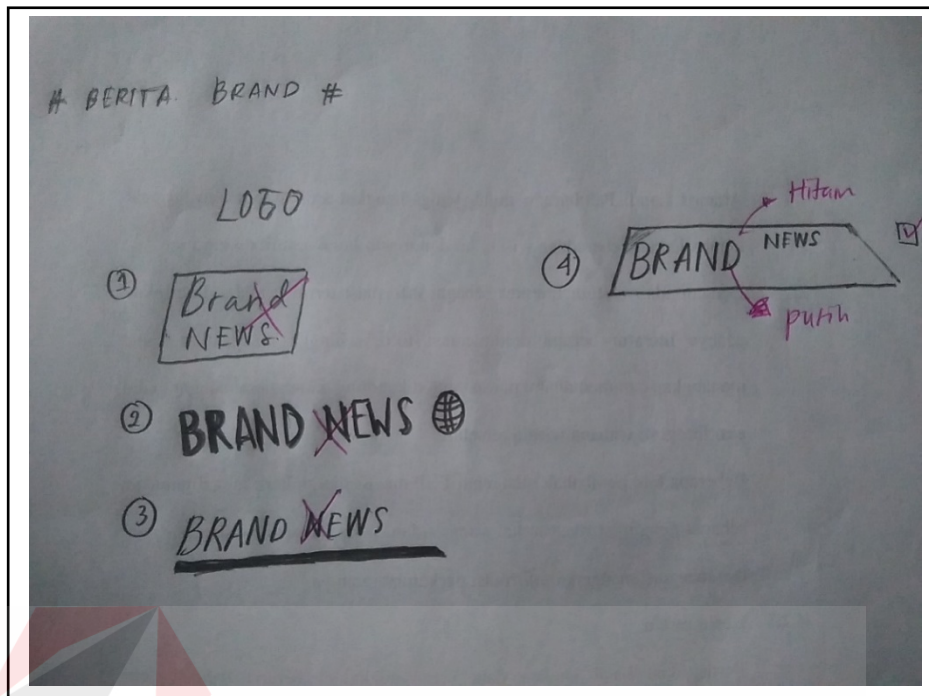 # BERITA BRAND #
LOGO
① Brand
NEWS.
② BRAND NEWS
③ BRAND NEWS
④ BRAND NEWS
Hitam
putih